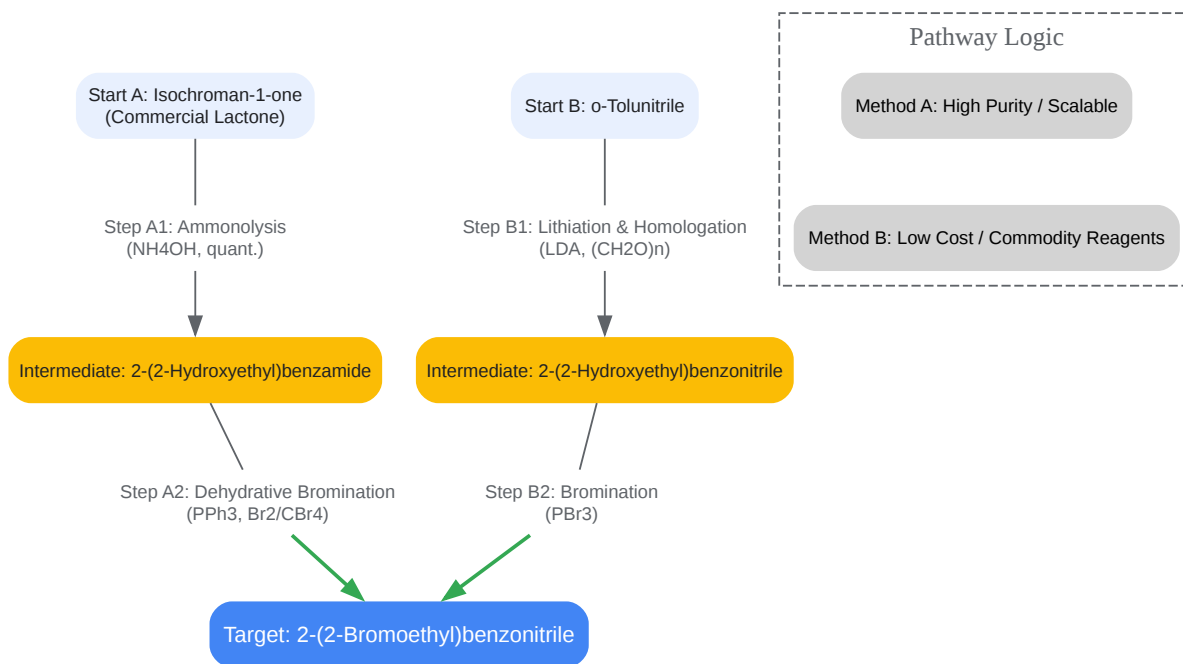 Pathway Logic
Start A: Isochroman-1-one
(Commercial Lactone)
Start B: o-Tolunitrile
Method A: High Purity / Scalable
Step A1: Ammonolysis
(NH4OH, quant.)
Step B1: Lithiation & Homologation
(LDA, (CH2O)n)
Method B: Low Cost / Commodity Reagents
Intermediate: 2-(2-Hydroxyethyl)benzamide
Intermediate: 2-(2-Hydroxyethyl)benzonitrile
Step A2: Dehydrative Bromination
(PPh3, Br2/CBr4)
Step B2: Bromination
(PBr3)
Target: 2-(2-Bromoethyl)benzonitrile